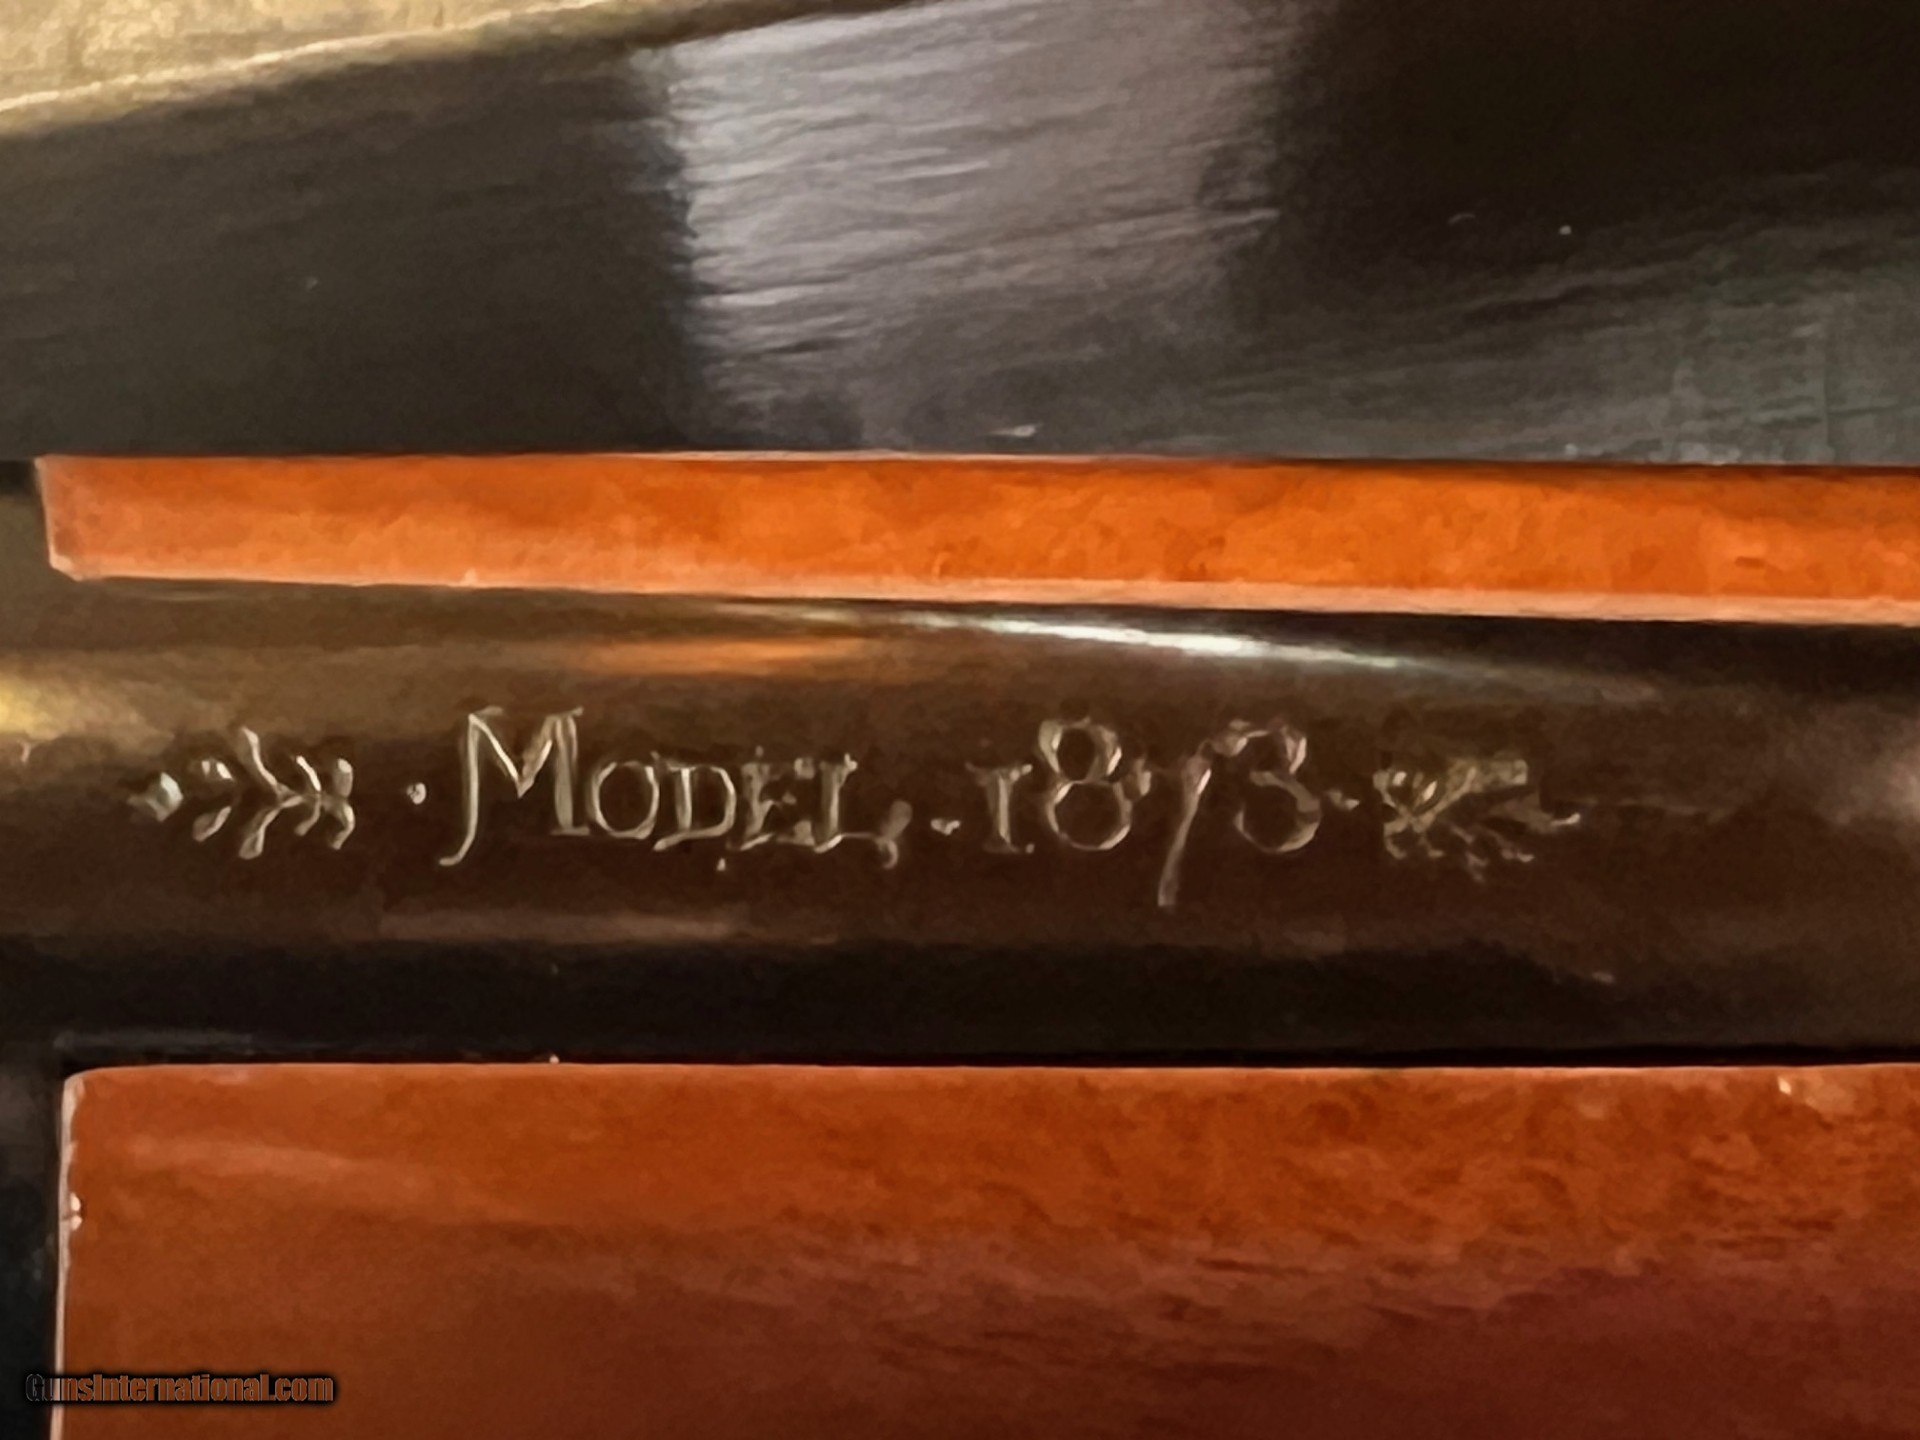 · MODEL · 1873 ·
GunsInternational.com